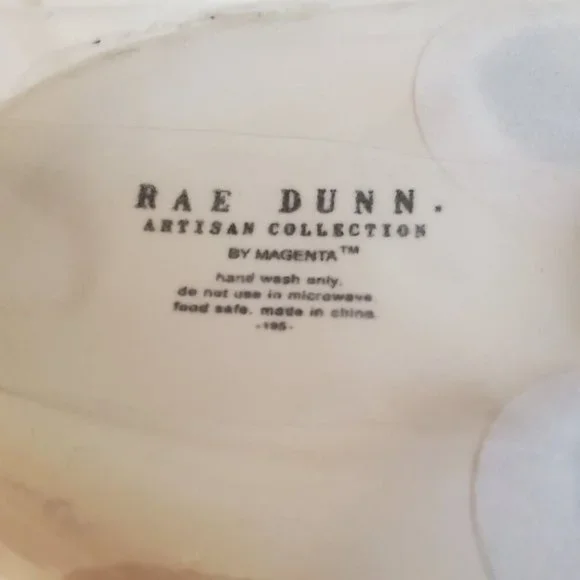 RAE DUNN.
ARTISAN COLLECTION
BY MAGENTA™
hand wash only.
do not use in microwave.
food safe. made in china.
-195-